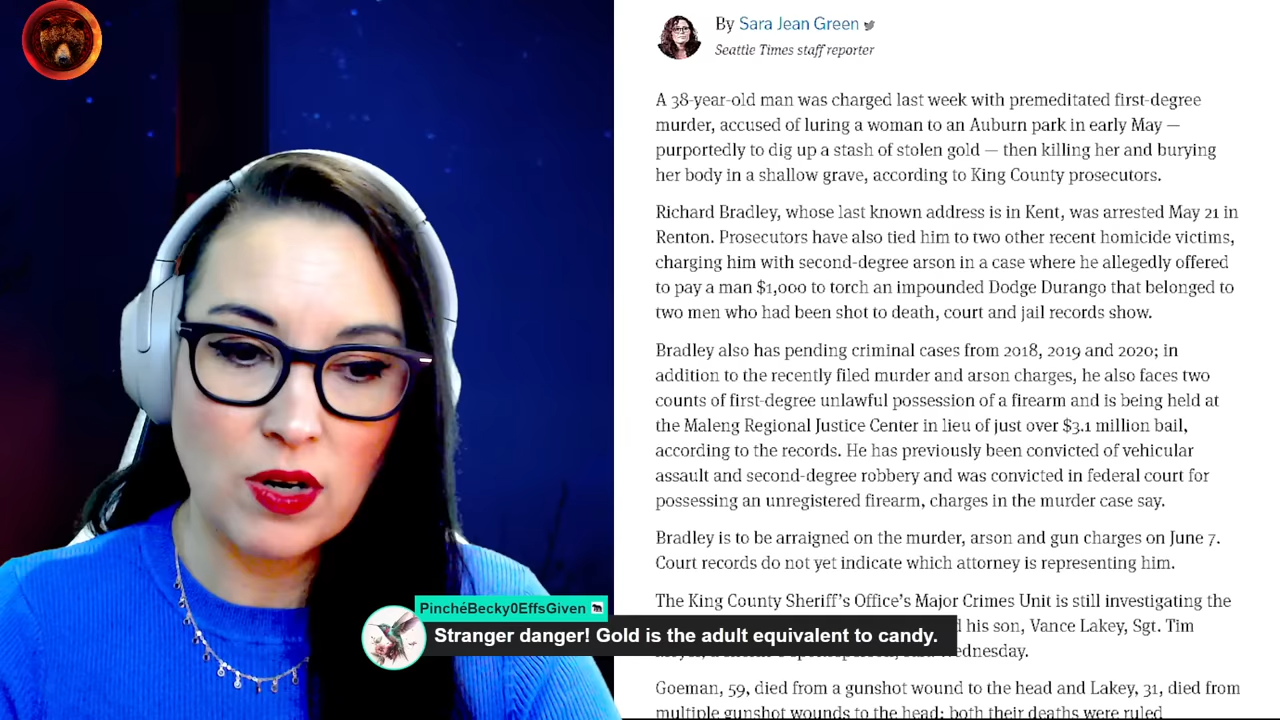 By Sara Jean Green
Seattle Times staff reporter
A 38-year-old man was charged last week with premeditated first-degree
murder, accused of luring a woman to an Auburn park in early May —
purportedly to dig up a stash of stolen gold — then killing her and burying
her body in a shallow grave, according to King County prosecutors.
Richard Bradley, whose last known address is in Kent, was arrested May 21 in
Renton. Prosecutors have also tied him to two other recent homicide victims,
charging him with second-degree arson in a case where he allegedly offered
to pay a man $1,000 to torch an impounded Dodge Durango that belonged to
two men who had been shot to death, court and jail records show.
Bradley also has pending criminal cases from 2018, 2019 and 2020; in
addition to the recently filed murder and arson charges, he also faces two
counts of first-degree unlawful possession of a firearm and is being held at
the Maleng Regional Justice Center in lieu of just over $3.1 million bail,
according to the records. He has previously been convicted of vehicular
assault and second-degree robbery and was convicted in federal court for
possessing an unregistered firearm, charges in the murder case say.
Bradley is to be arraigned on the murder, arson and gun charges on June 7.
Court records do not yet indicate which attorney is representing him.
The King County Sheriff's Office's Major Crimes Unit is still investigating the
his son, Vance Lakey, Sgt. Tim
PinchéBecky0EffsGiven
Stranger danger! Gold is the adult equivalent to candy.
Goeman, 59, died from a gunshot wound to the head and Lakey, 31, died from
multiple gunshot wounds to the head; both their deaths were ruled